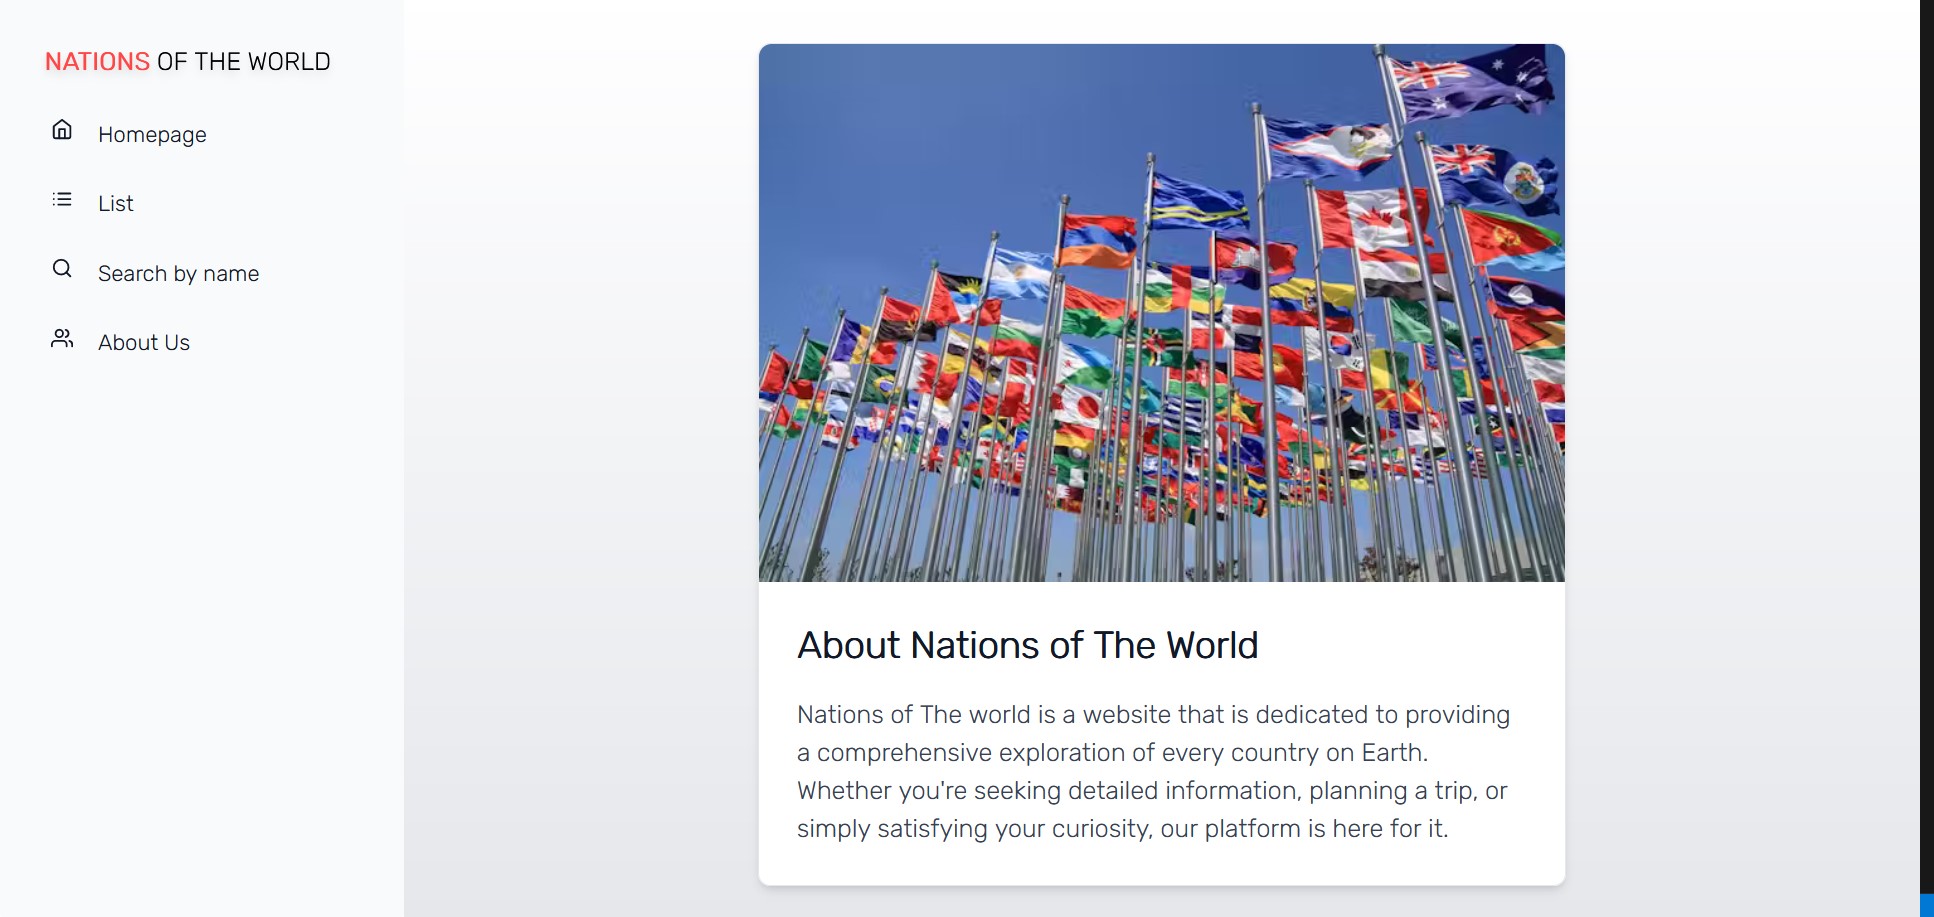 NATIONS OF THE WORLD
Homepage
List
Search by name
About Us
About Nations of The World
Nations of The world is a website that is dedicated to providing
a comprehensive exploration of every country on Earth.
Whether you're seeking detailed information, planning a trip, or
simply satisfying your curiosity, our platform is here for it.